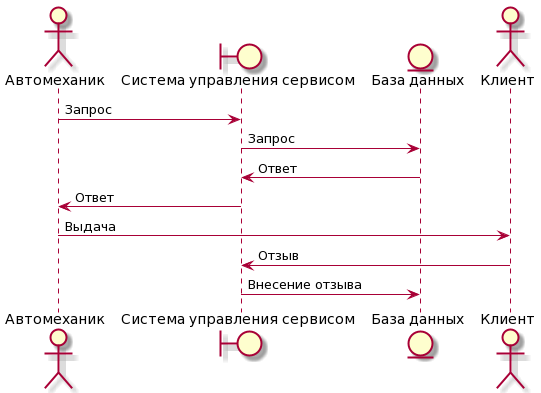 Автомеханик
Система управления сервисом
База данных
Клиент
Запрос
Запрос
Ответ
Ответ
Выдача
Отзыв
Внесение отзыва
Автомеханик
Система управления сервисом
База данных
Клиент